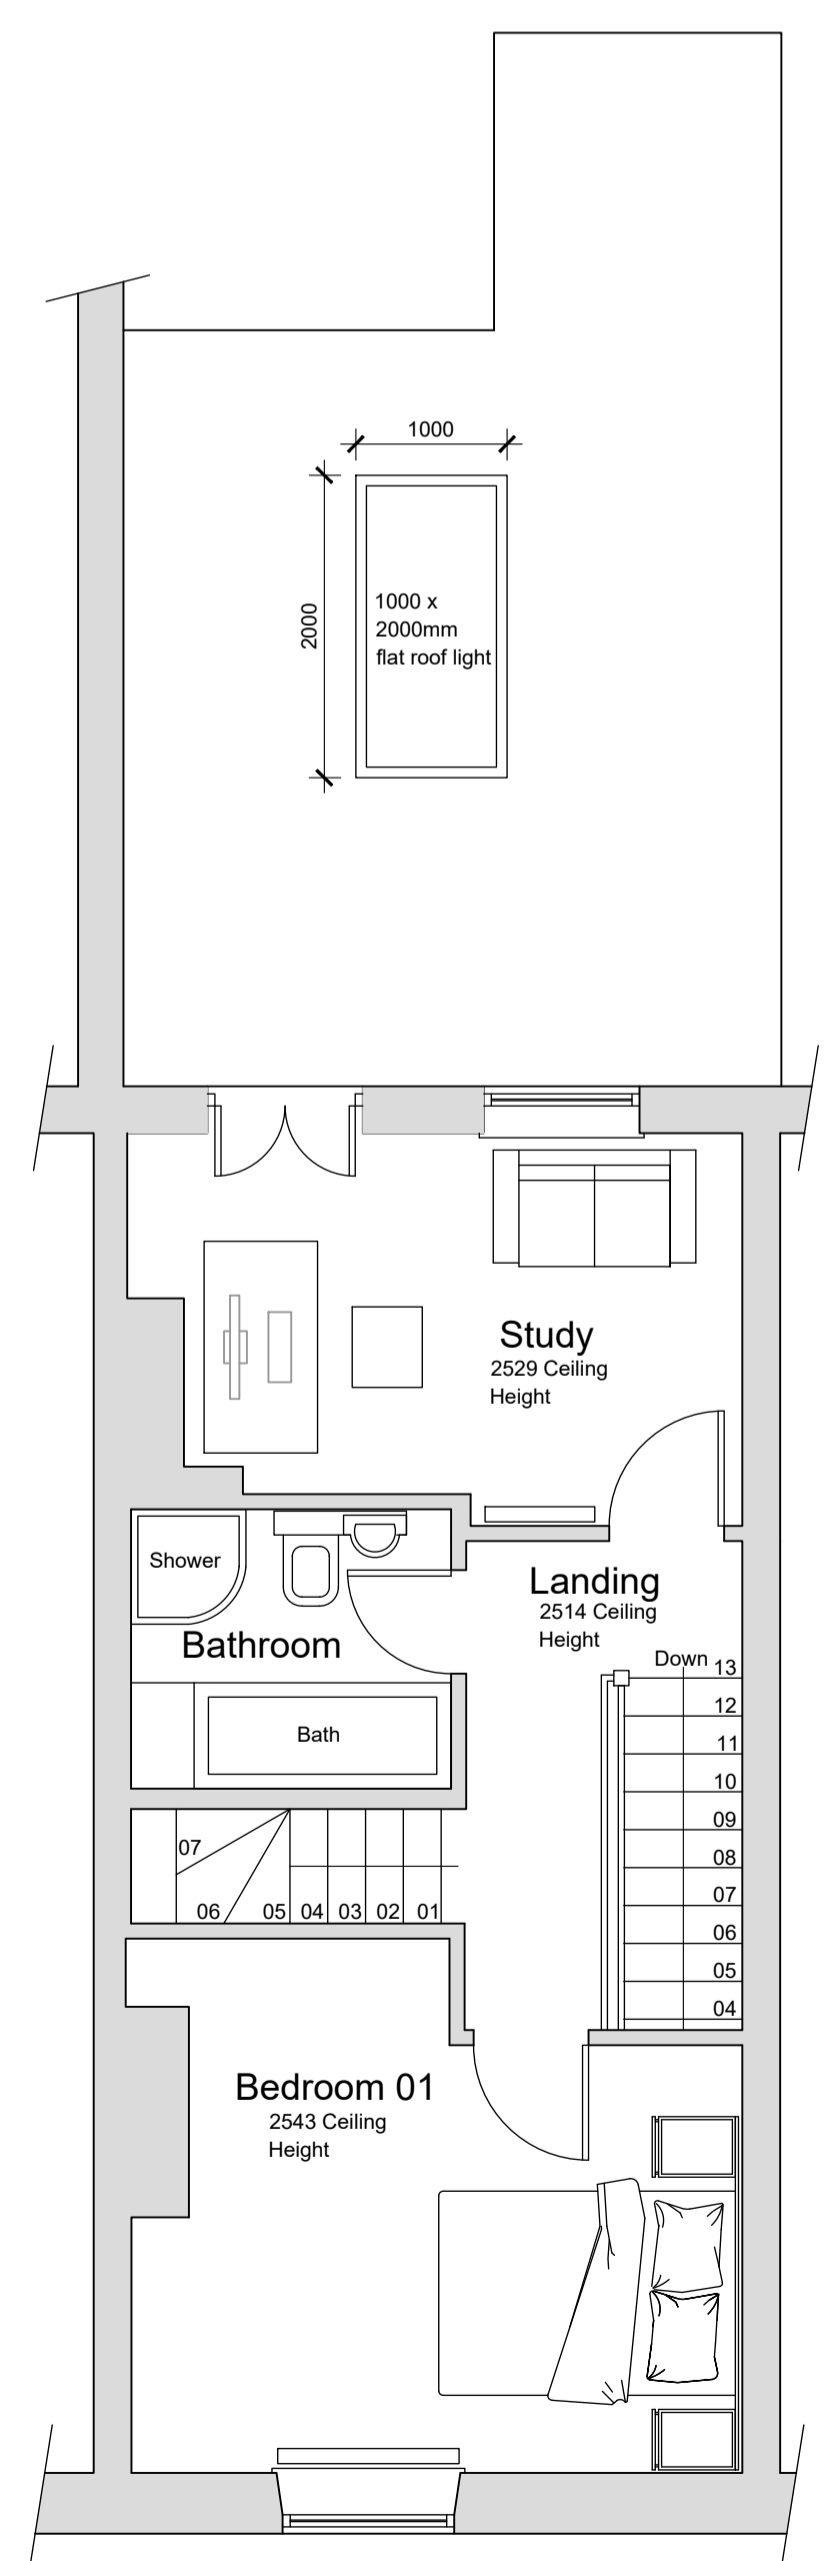 1000
2000
1000 x
2000mm
flat roof light
Study
2529 Ceiling
Height
Shower
Bathroom
Landing
2514 Ceiling
Height
Down
13
12
11
10
09
08
07
06
05
04
Bath
07
06 05 04 03 02 01
Bedroom 01
2543 Ceiling
Height